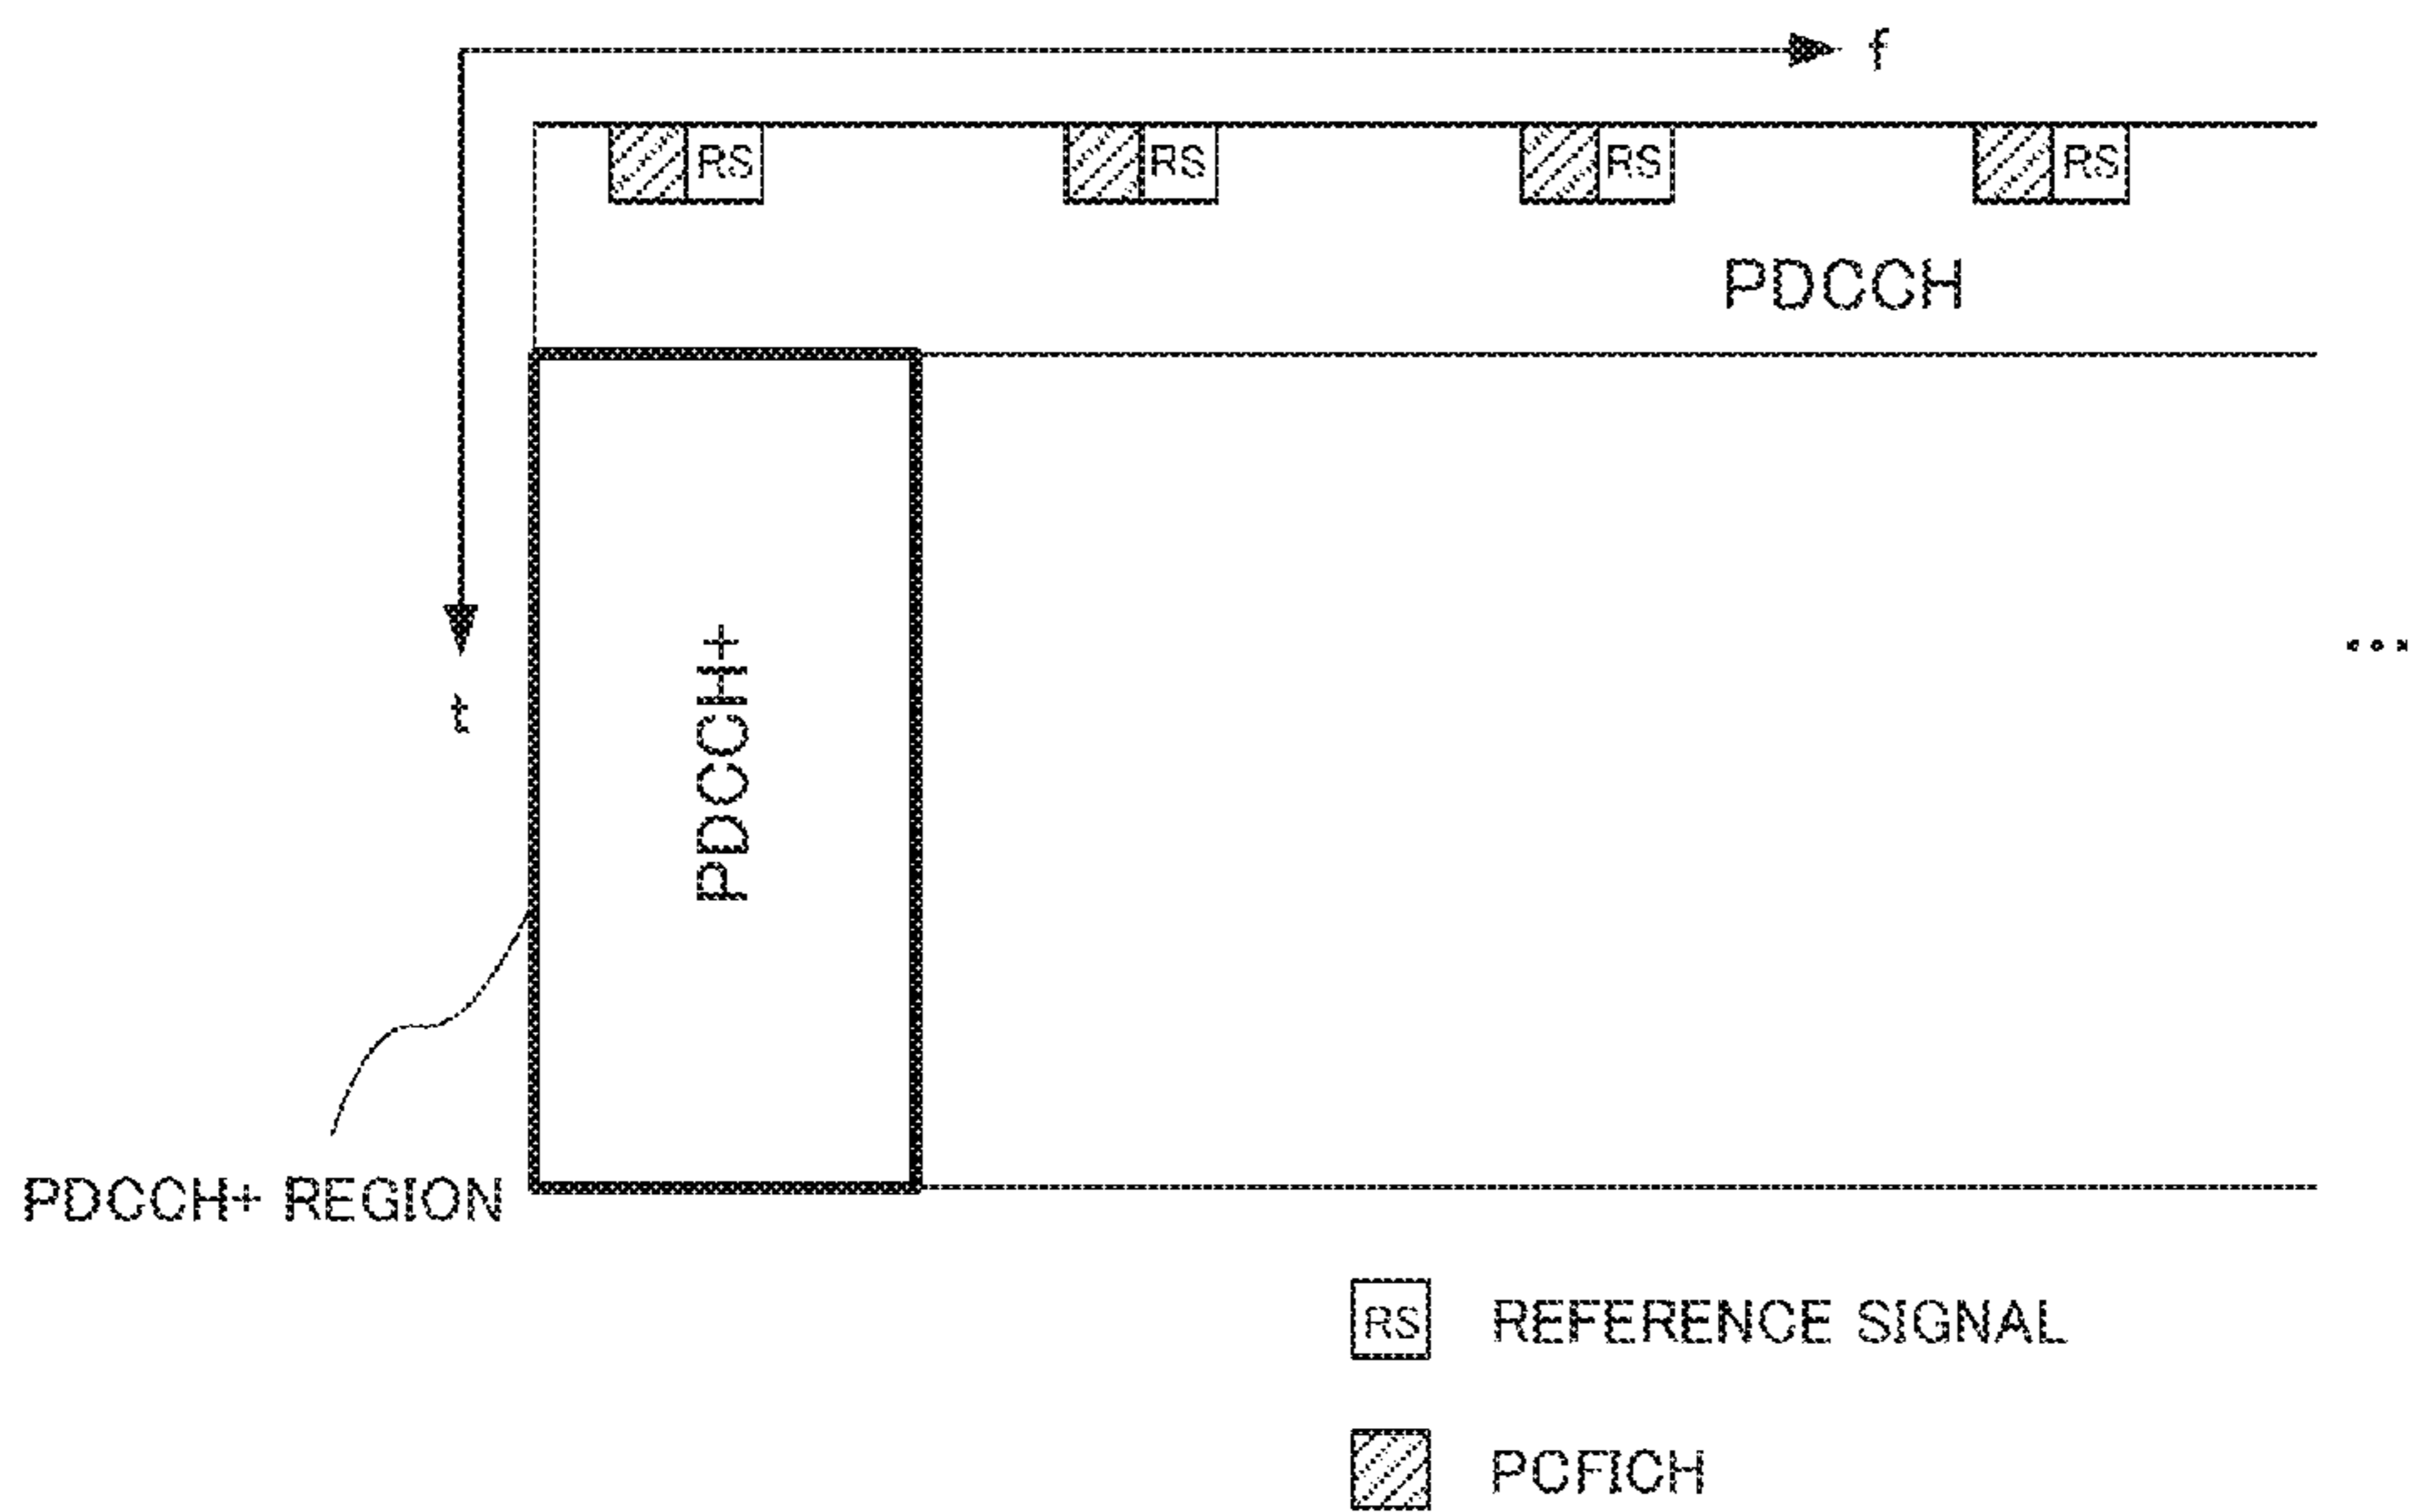 f
RS RS RS RS
PDCCH
PDCCH+
t
PDCCH+ REGION
RS REFERENCE SIGNAL
PCFICH
...